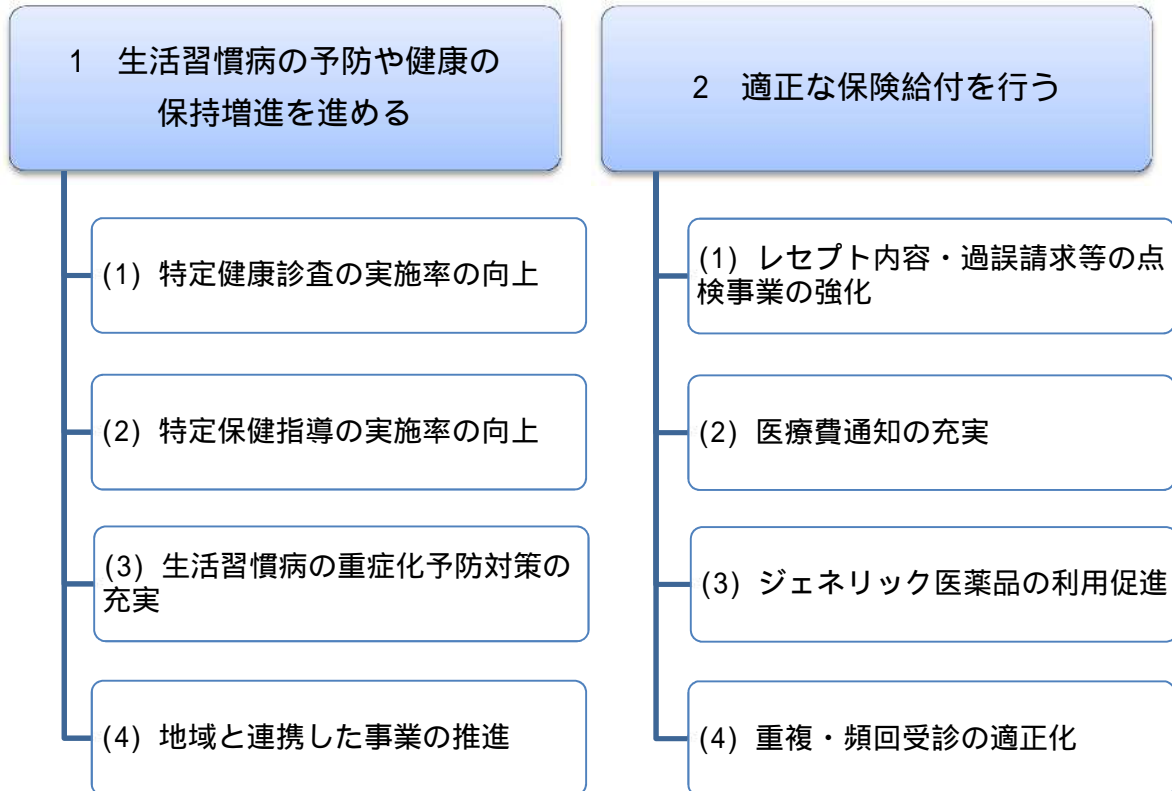 1　生活習慣病の予防や健康の
保持増進を進める
(1) 特定健康診査の実施率の向上
(2) 特定保健指導の実施率の向上
(3) 生活習慣病の重症化予防対策の
充実
(4) 地域と連携した事業の推進
2　適正な保険給付を行う
(1) レセプト内容・過誤請求等の点
検事業の強化
(2) 医療費通知の充実
(3) ジェネリック医薬品の利用促進
(4) 重複・頻回受診の適正化